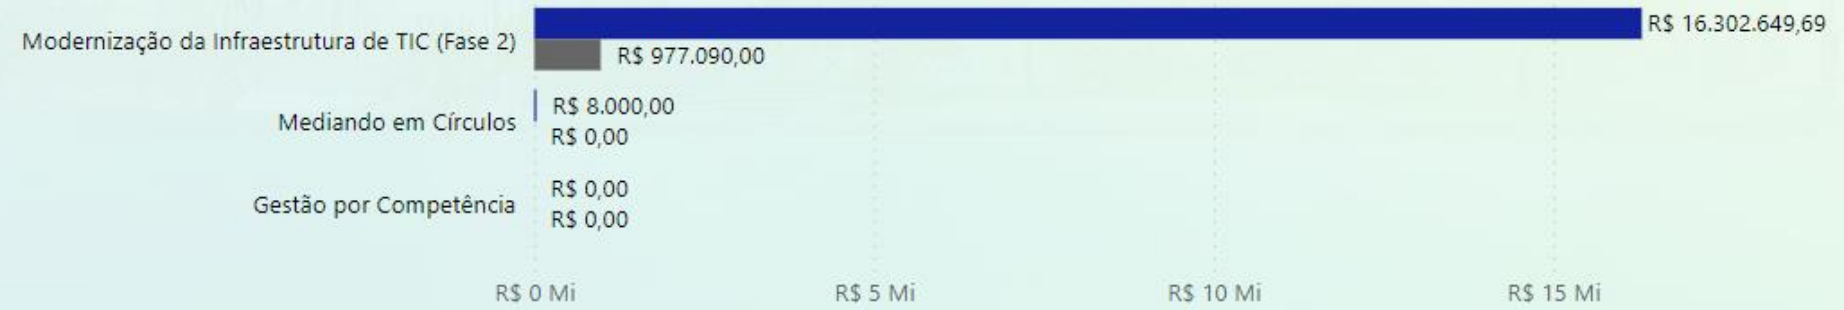 R$ 16.302.649,69
Modernização da Infraestrutura de TIC (Fase 2)
R$ 977.090,00
R$ 8.000,00
Mediando em Círculos
R$ 0,00
R$ 0,00
Gestão por Competência
R$ 0,00
R$ 0 Mi R$ 5 Mi R$ 10 Mi R$ 15 Mi